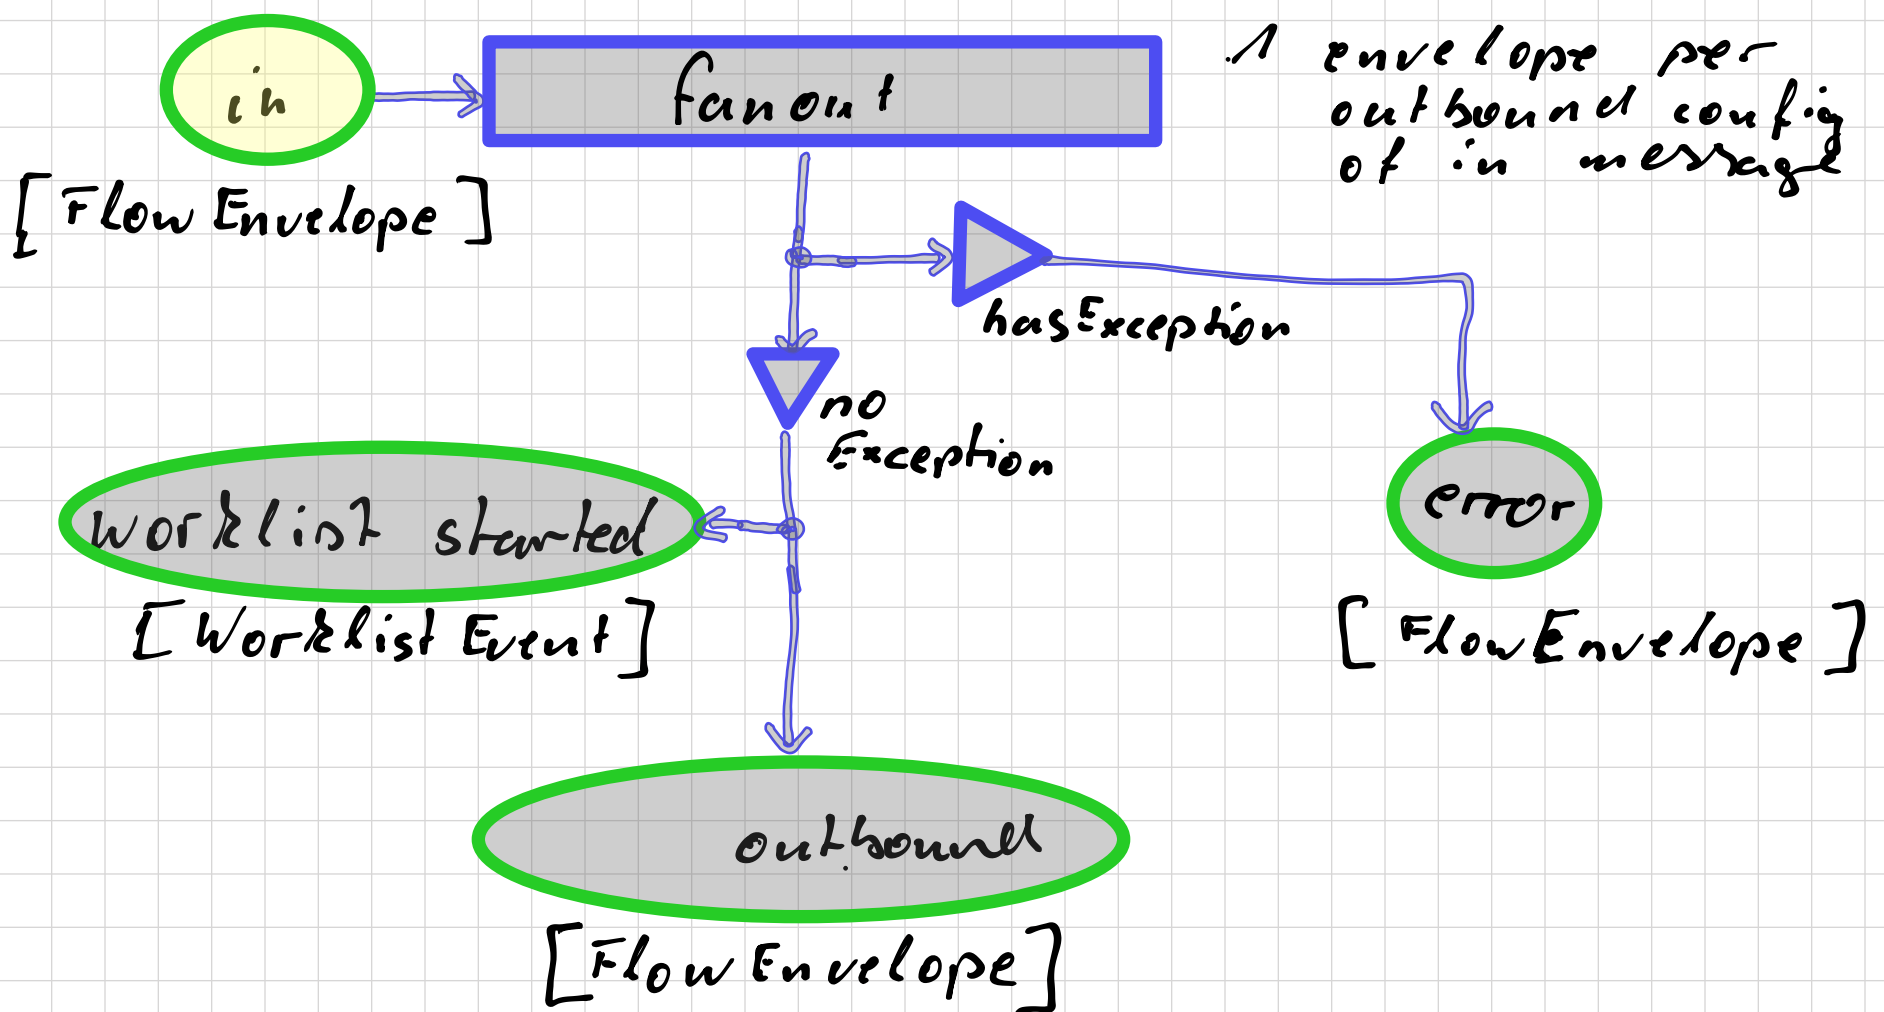 in
fanout
1 envelope per
outbound config
of in message
[FlowEnvelope]
hasException
no
Exception
worklist started
error
[WorklistEvent]
[FlowEnvelope]
outbound
[FlowEnvelope]